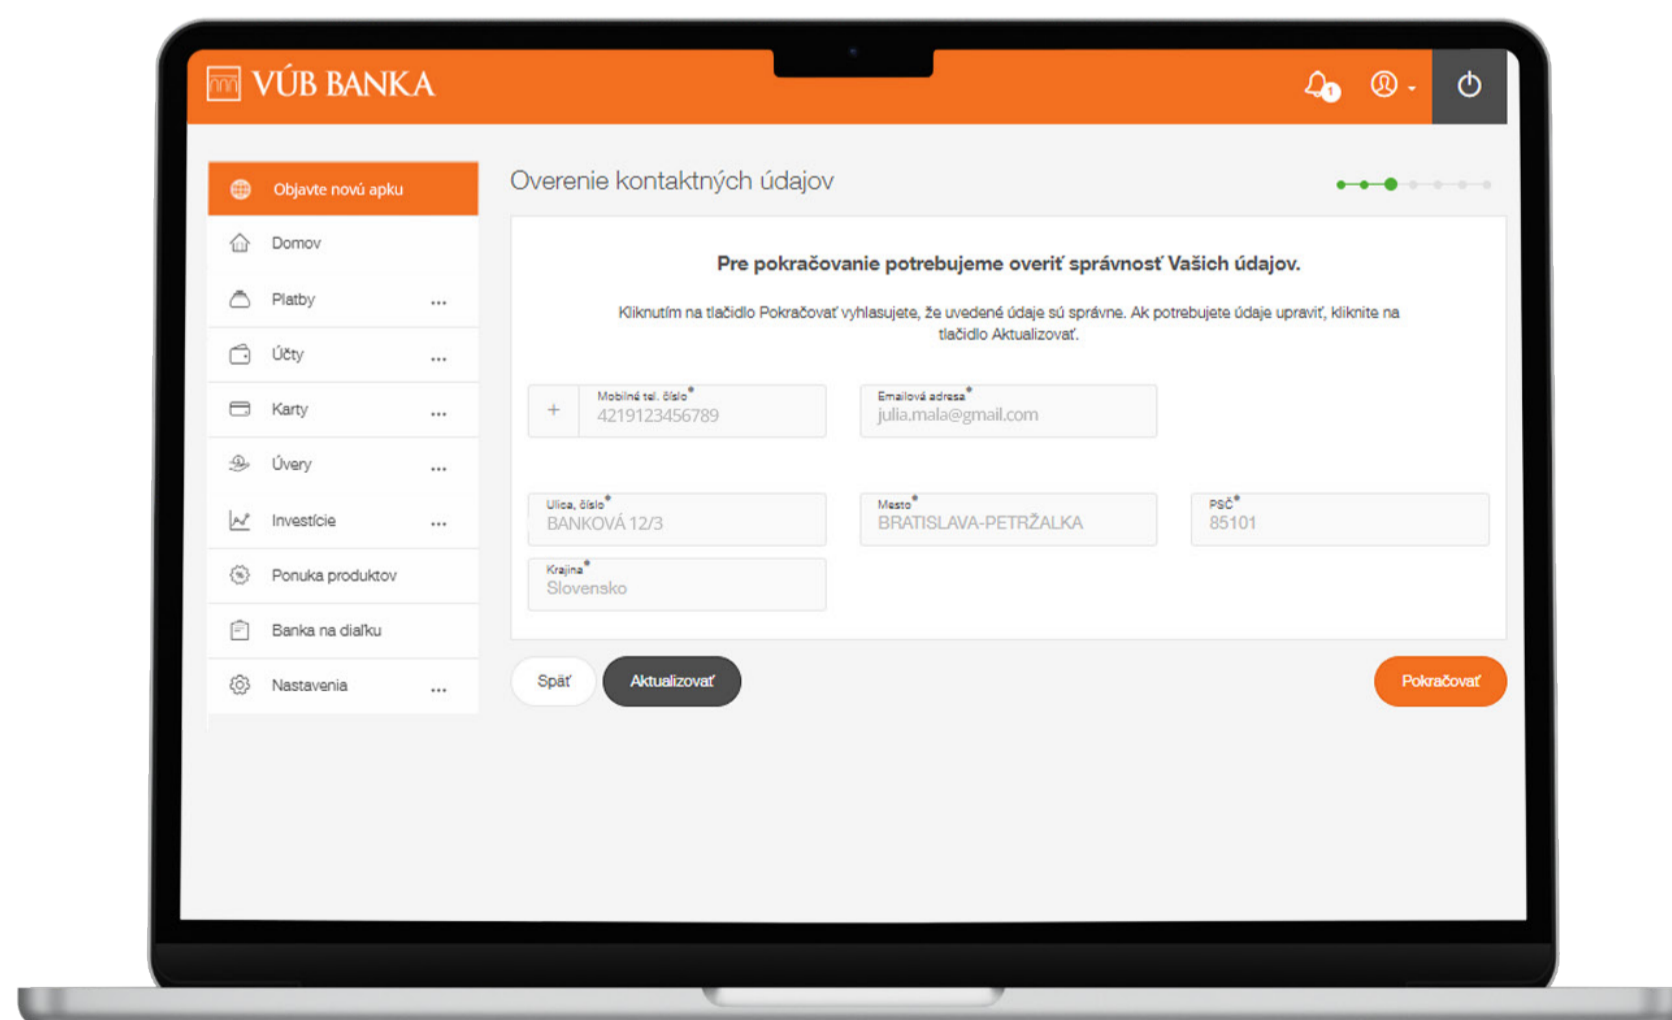 VÚB BANKA
1
Objavte novú apku
Domov
Platby
Účty
Karty
Úvery
Investície
Ponuka produktov
Banka na diaľku
Nastavenia
Overenie kontaktných údajov
Pre pokračovanie potrebujeme overiť správnosť Vašich údajov.
Kliknutím na tlačidlo Pokračovať vyhlasujete, že uvedené údaje sú správne. Ak potrebujete údaje upraviť, kliknite na
tlačidlo Aktualizovať.
Mobilné tel. číslo*
+ 4219123456789
Emailová adresa*
julia.mala@gmail.com
Ulica, číslo*
BANKOVÁ 12/3
Mesto*
BRATISLAVA-PETRŽALKA
PSČ*
85101
Krajina*
Slovensko
Späť
Aktualizovať
Pokračovať